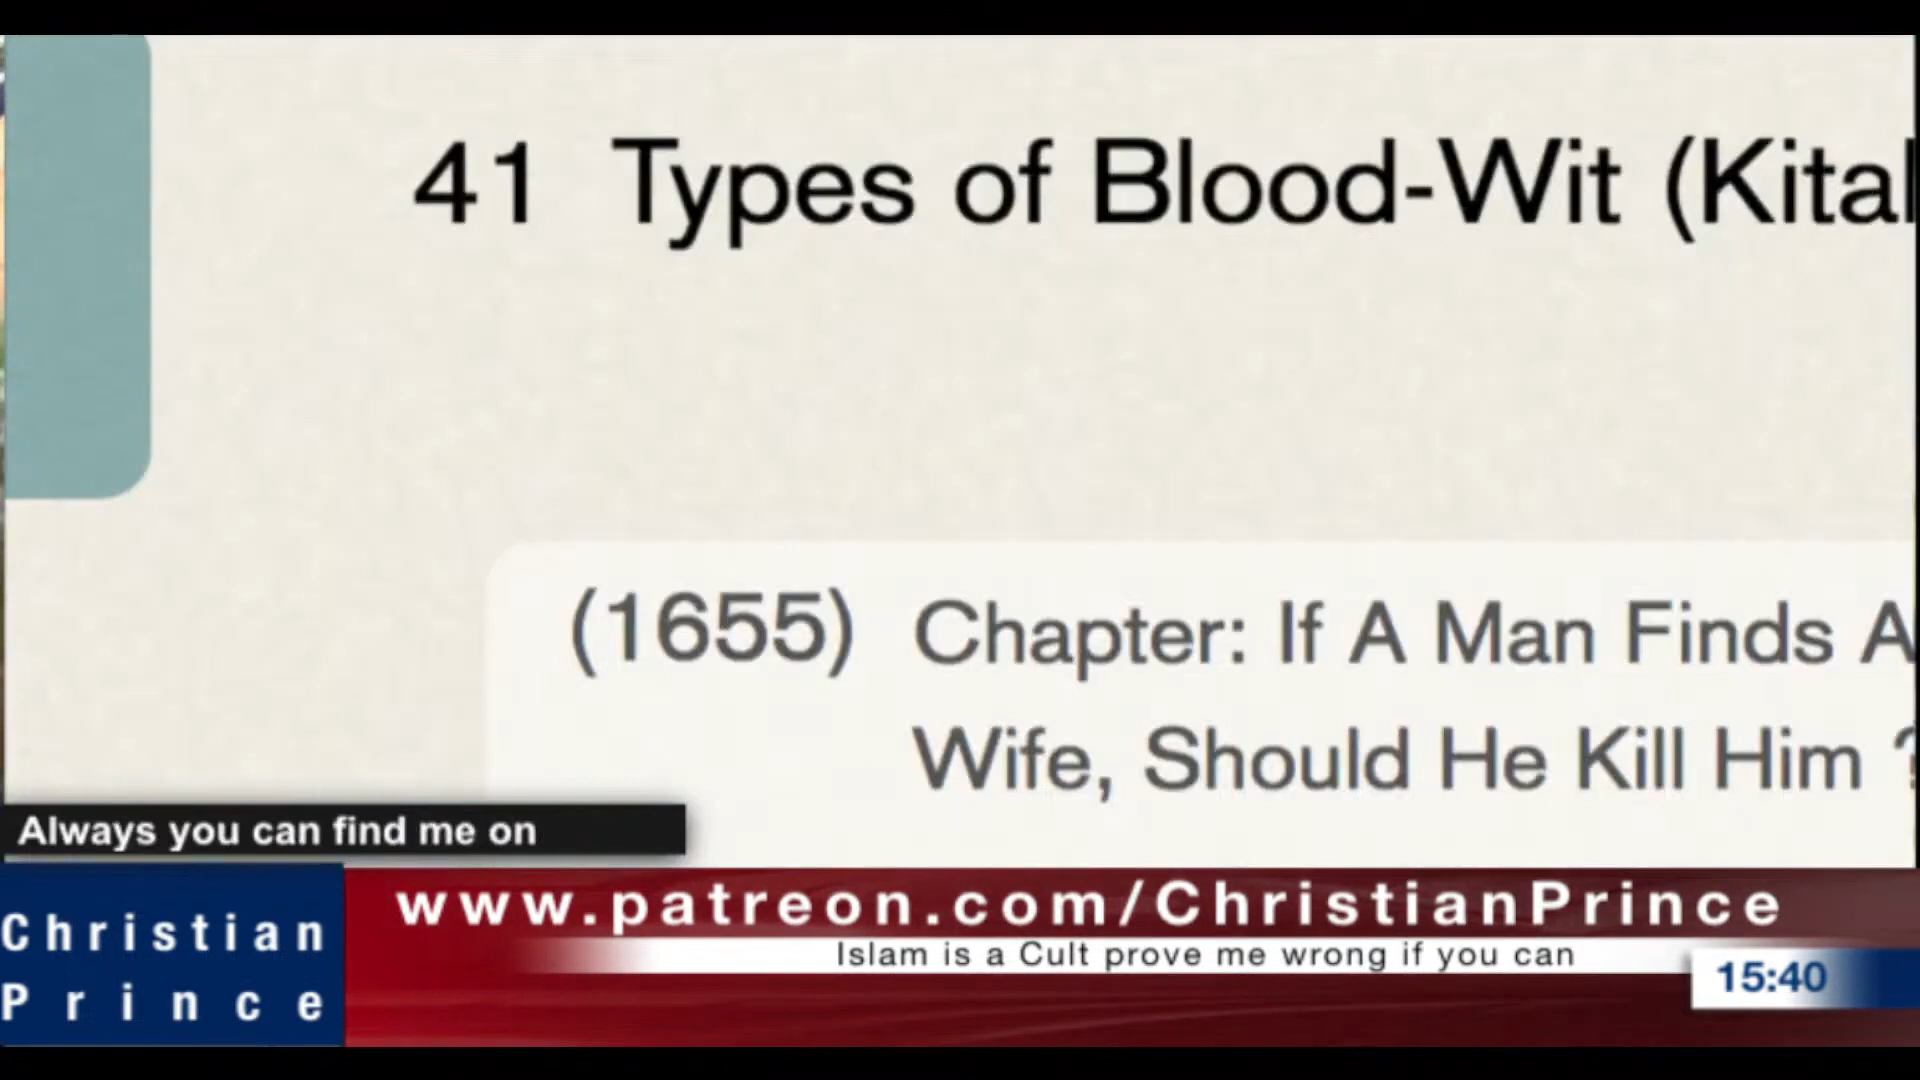 41 Types of Blood-Wit (Kita
(1655) Chapter: If A Man Finds A
Wife, Should He Kill Him ?
Always you can find me on
Christian
Prince
www.patreon.com/ChristianPrince
Islam is a Cult prove me wrong if you can
15:40